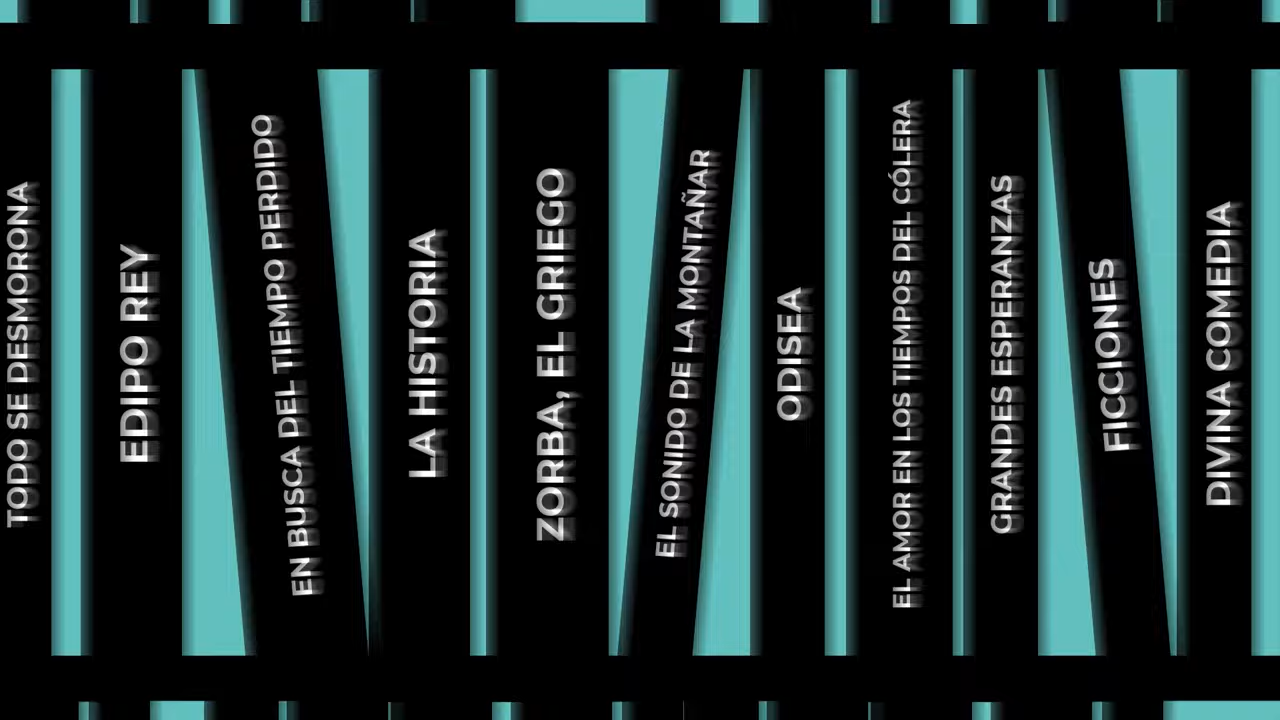 TODO SE DESMORONA
EDIPO REY
EN BUSCA DEL TIEMPO PERDIDO
LA HISTORIA
ZORBA, EL GRIEGO
EL SONIDO DE LA MONTAÑAR
ODISEA
EL AMOR EN LOS TIEMPOS DEL CÓLERA
GRANDES ESPERANZAS
FICCIONES
DIVINA COMEDIA